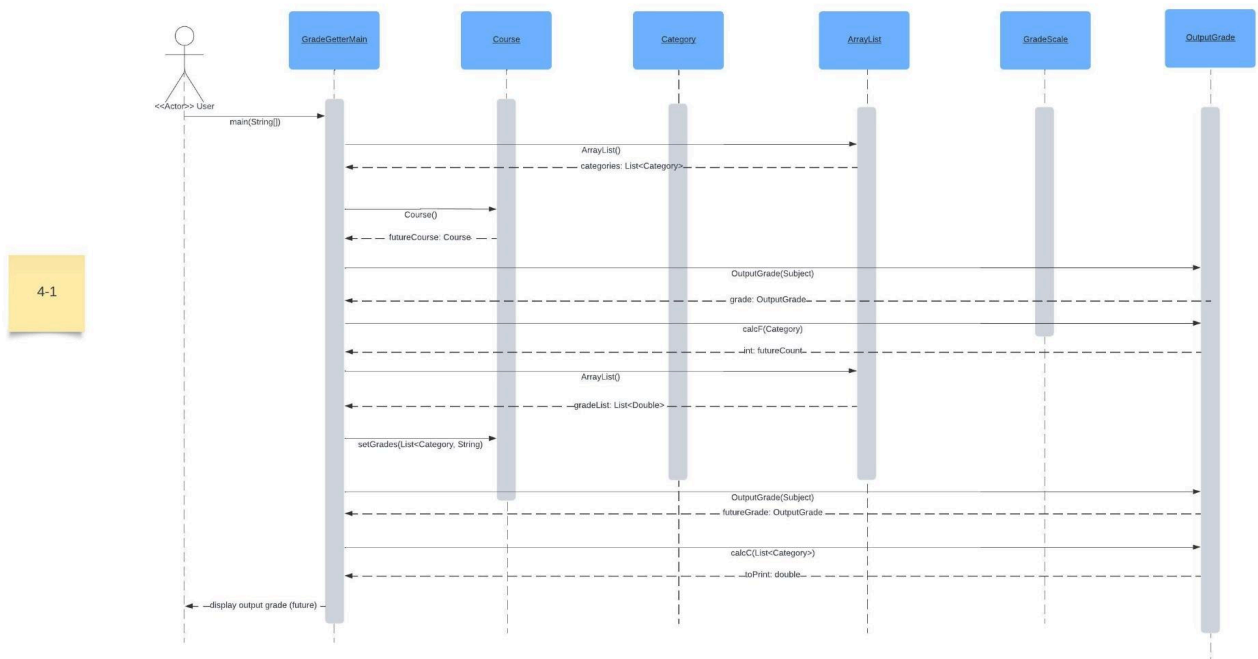 GradeGetterMain
Course
Category
ArrayList
GradeScale
OutputGrade
<<Actor>> User
main(String[])
ArrayList()
categories: List<Category>
Course()
futureCourse: Course
OutputGrade(Subject)
4-1
grade: OutputGrade
calcF(Category)
int: futureCount
ArrayList()
gradeList: List<Double>
setGrades(List<Category, String)
OutputGrade(Subject)
futureGrade: OutputGrade
calcC(List<Category>)
toPrint: double
display output grade (future)